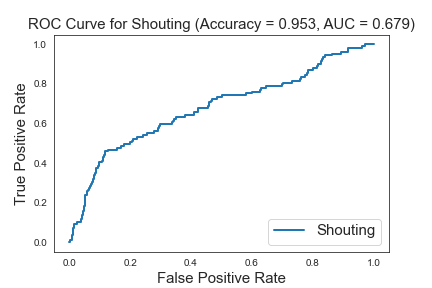 ROC Curve for Shouting (Accuracy = 0.953, AUC = 0.679)
1.0
0.8
0.6
0.4
0.2
0.0
True Positive Rate
Shouting
0.0 0.2 0.4 0.6 0.8 1.0
False Positive Rate